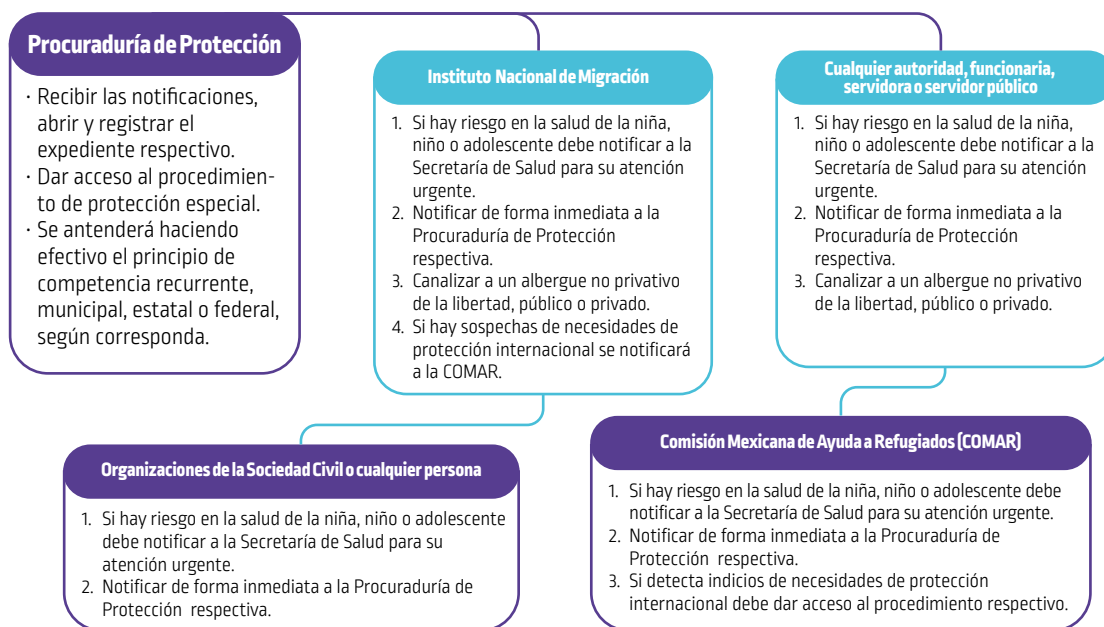 Procuraduría de Protección
· Recibir las notificaciones,
abrir y registrar el
expediente respectivo.
· Dar acceso al procedimien-
to de protección especial.
· Se antenderá haciendo
efectivo el principio de
competencia recurrente,
municipal, estatal o federal,
según corresponda.
Instituto Nacional de Migración
1. Si hay riesgo en la salud de la niña,
niño o adolescente debe notificar a la
Secretaría de Salud para su atención
urgente.
2. Notificar de forma inmediata a la
Procuraduría de Protección
respectiva.
3. Canalizar a un albergue no privativo
de la libertad, público o privado.
4. Si hay sospechas de necesidades de
protección internacional se notificará
a la COMAR.
Cualquier autoridad, funcionaria,
servidora o servidor público
1. Si hay riesgo en la salud de la niña,
niño o adolescente debe notificar a la
Secretaría de Salud para su atención
urgente.
2. Notificar de forma inmediata a la
Procuraduría de Protección
respectiva.
3. Canalizar a un albergue no privativo
de la libertad, público o privado.
Organizaciones de la Sociedad Civil o cualquier persona
1. Si hay riesgo en la salud de la niña, niño o adolescente
debe notificar a la Secretaría de Salud para su
atención urgente.
2. Notificar de forma inmediata a la Procuraduría de
Protección respectiva.
Comisión Mexicana de Ayuda a Refugiados (COMAR)
1. Si hay riesgo en la salud de la niña, niño o adolescente debe
notificar a la Secretaría de Salud para su atención urgente.
2. Notificar de forma inmediata a la Procuraduría de
Protección respectiva.
3. Si detecta indicios de necesidades de protección
internacional debe dar acceso al procedimiento respectivo.